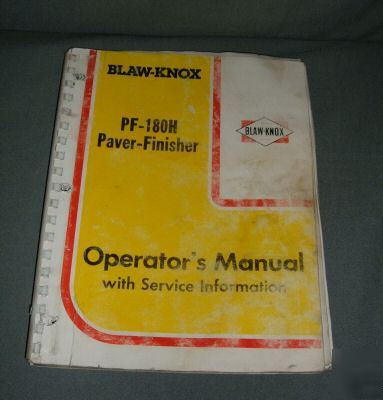 BLAW-KNOX
PF-180H
Paver-Finisher
BLAW-KNOX
Operator's Manual
with Service Information